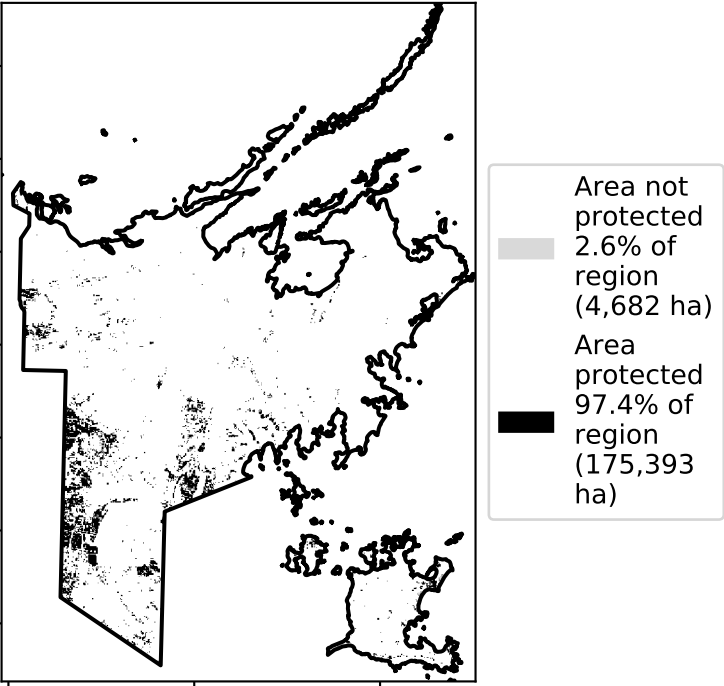 Area not
protected
2.6% of
region
(4,682 ha)
Area
protected
97.4% of
region
(175,393
ha)